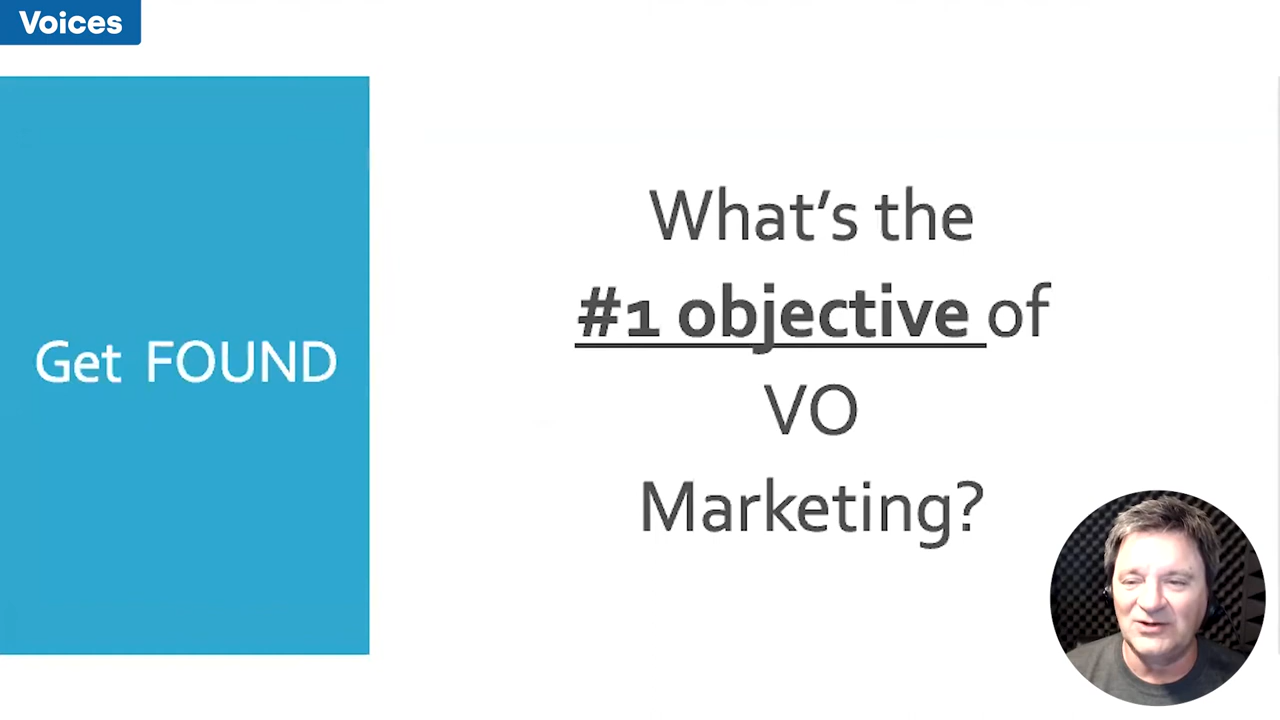 Voices
Get FOUND
What's the
#1 objective of
VO
Marketing?